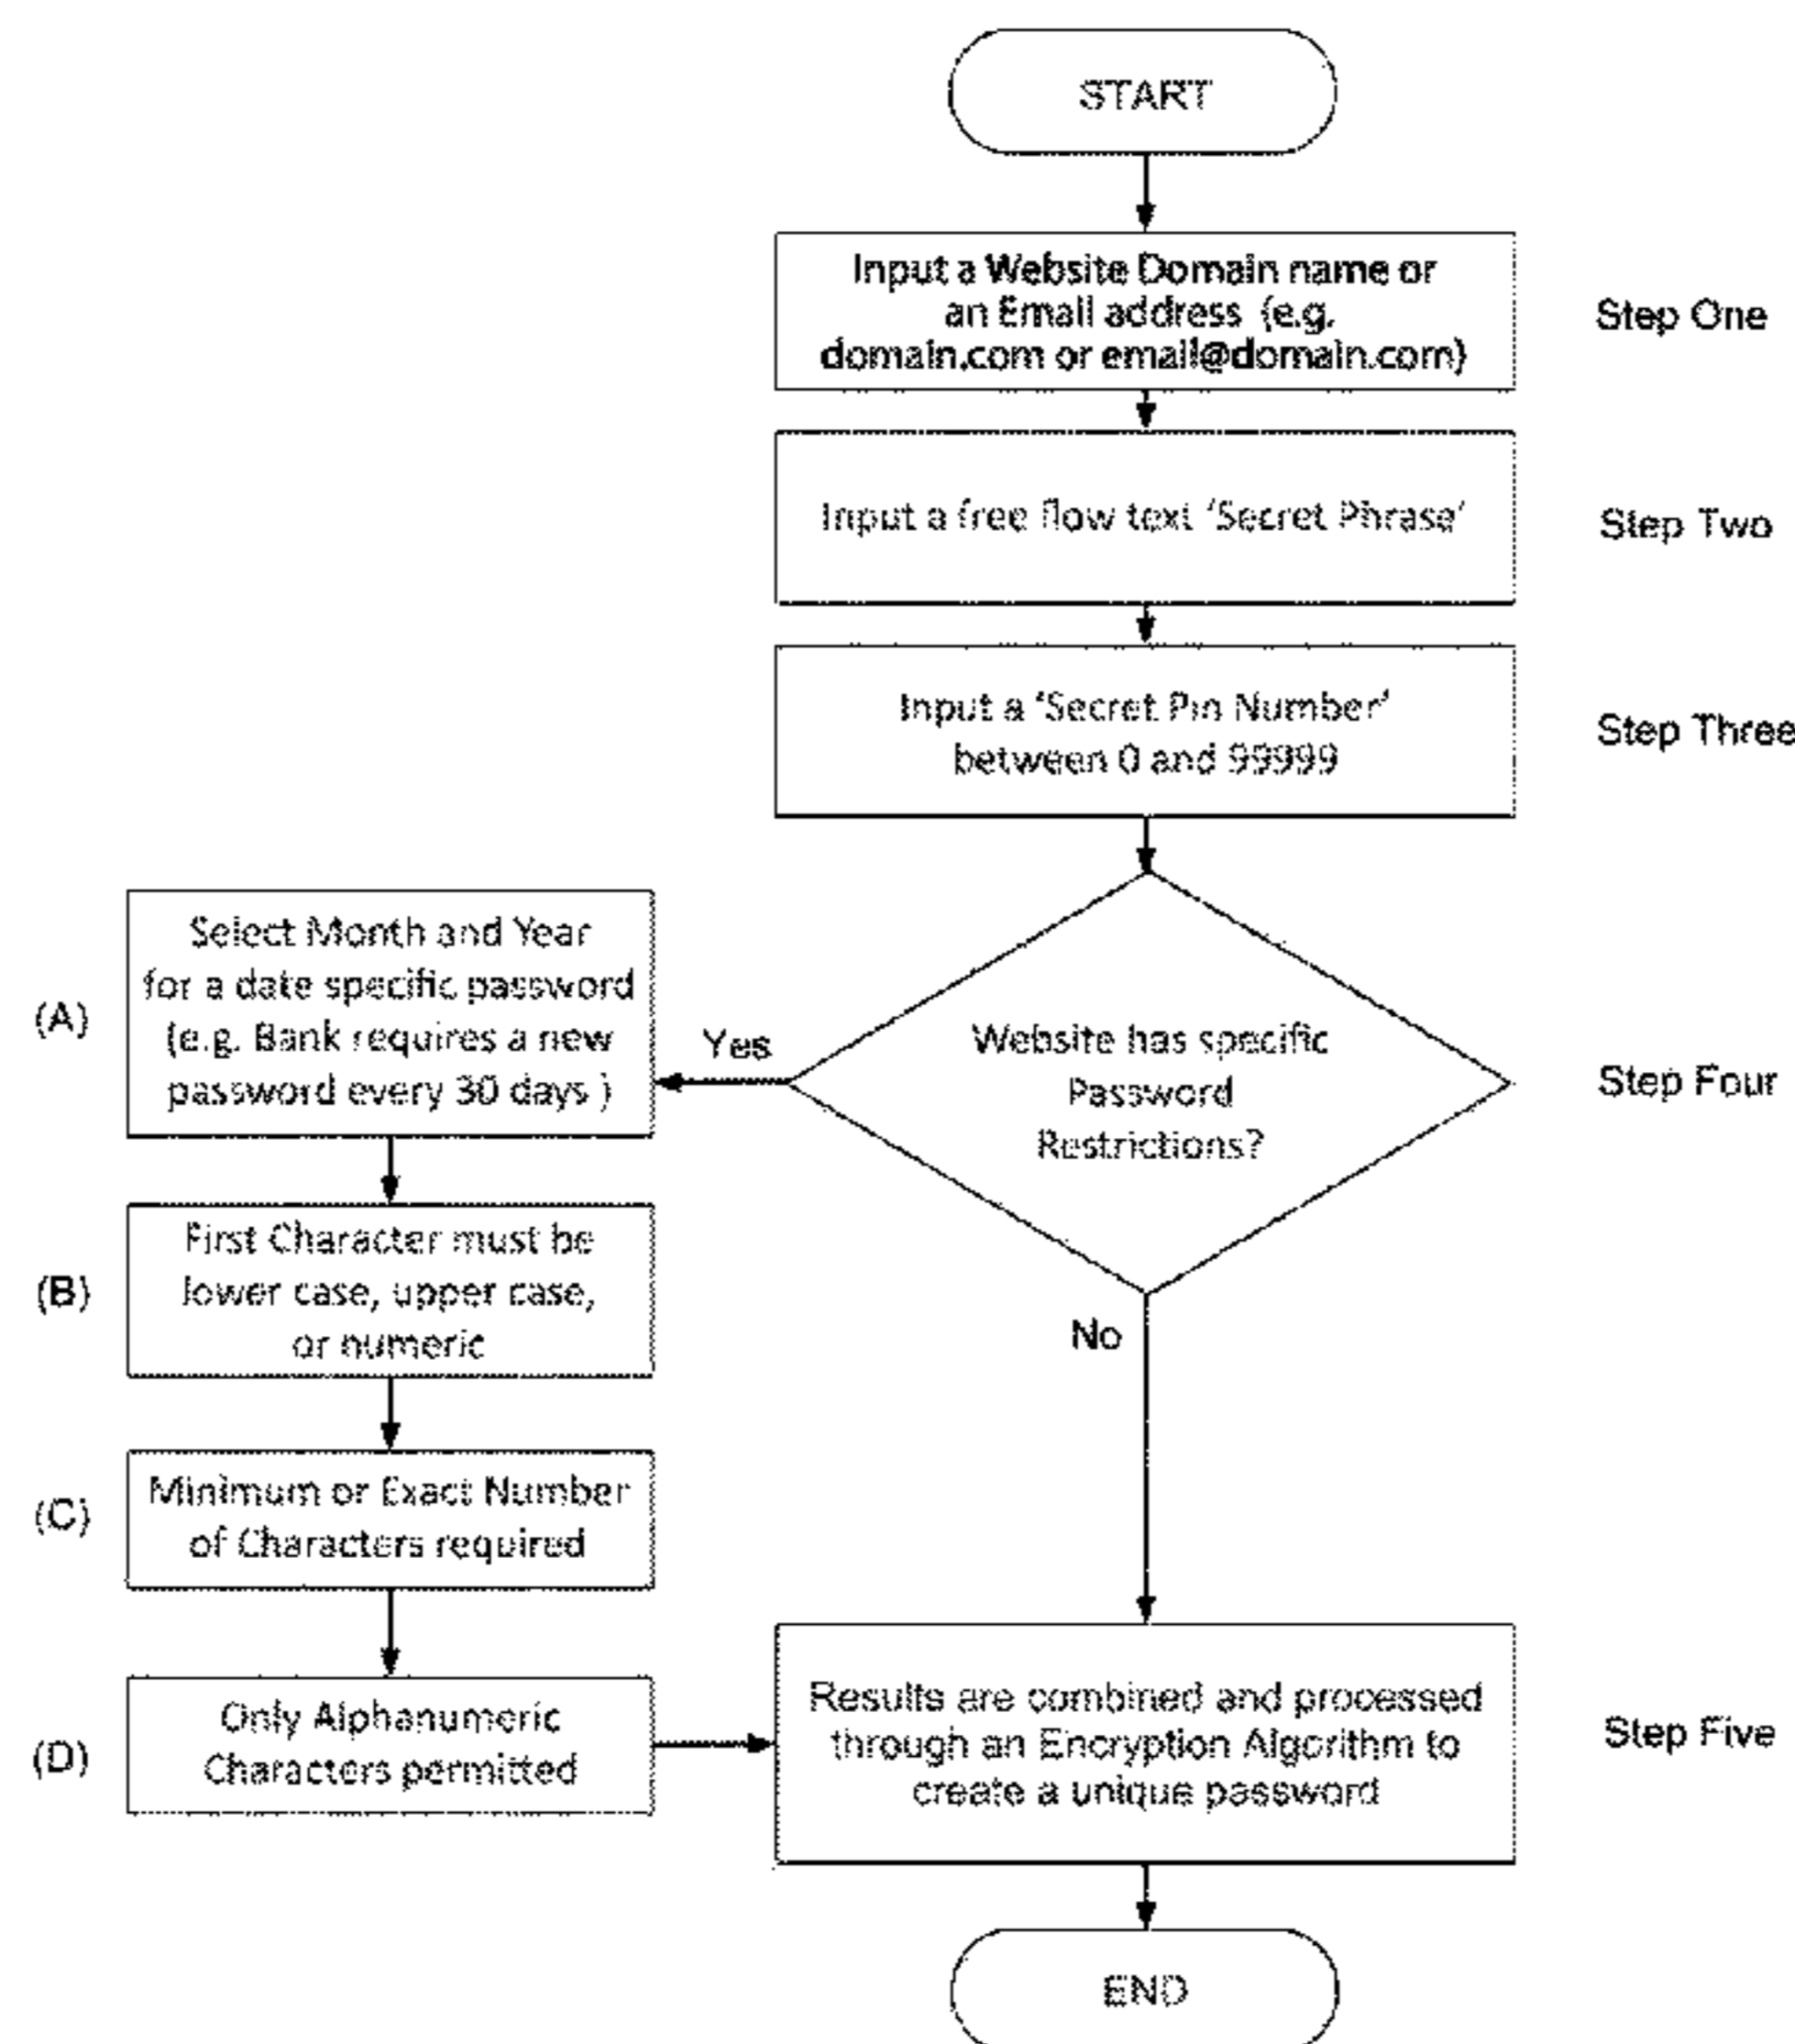 START
Input a Website Domain name or
an Email address (e.g.
domain.com or email@domain.com)
Step One
Input a free flow text ‘Secret Phrase’
Step Two
Input a ‘Secret Pin Number’
between 0 and 99999
Step Three
Website has specific
Password
Restrictions?
Step Four
Yes
(A)
Select Month and Year
for a date specific password
(e.g. Bank requires a new
password every 30 days )
(B)
First Character must be
lower case, upper case,
or numeric
No
(C)
Minimum or Exact Number
of Characters required
(D)
Only Alphanumeric
Characters permitted
Results are combined and processed
through an Encryption Algorithm to
create a unique password
Step Five
END